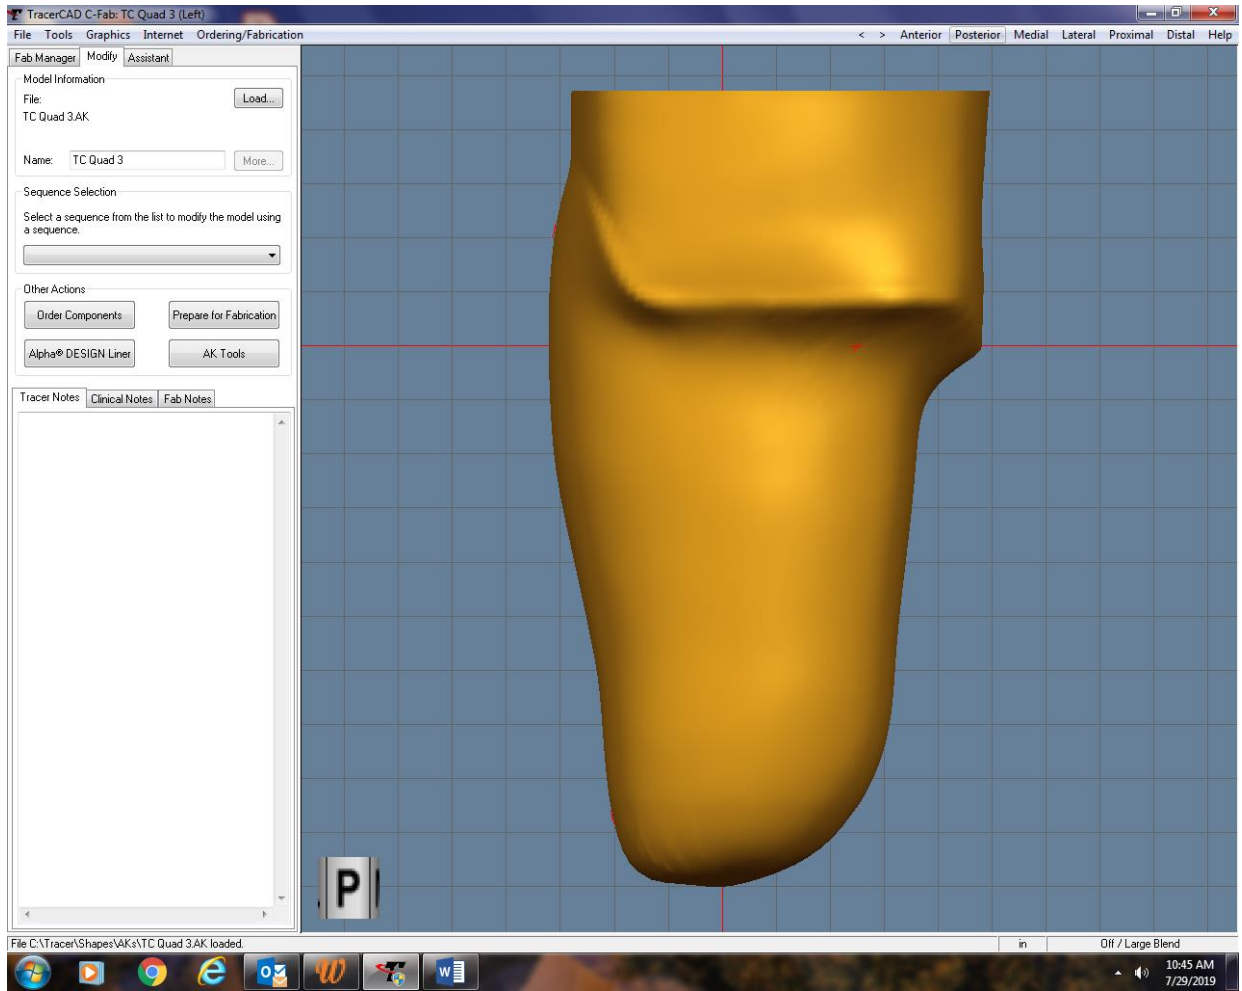 TracerCAD C-Fab: TC Quad 3 (Left)
File Tools Graphics Internet Ordering/Fabrication < > Anterior Posterior Medial Lateral Proximal Distal Help
Fab Manager Modify Assistant
Model Information
File: Load...
TC Quad 3.AK
Name: TC Quad 3 More...
Sequence Selection
Select a sequence from the list to modify the model using
a sequence.
Other Actions
Order Components Prepare for Fabrication
Alpha® DESIGN Liner AK Tools
Tracer Notes Clinical Notes Fab Notes
P
File C:\Tracer\Shapes\AKs\TC Quad 3.AK loaded. in Off / Large Blend
10:45 AM
7/29/2019